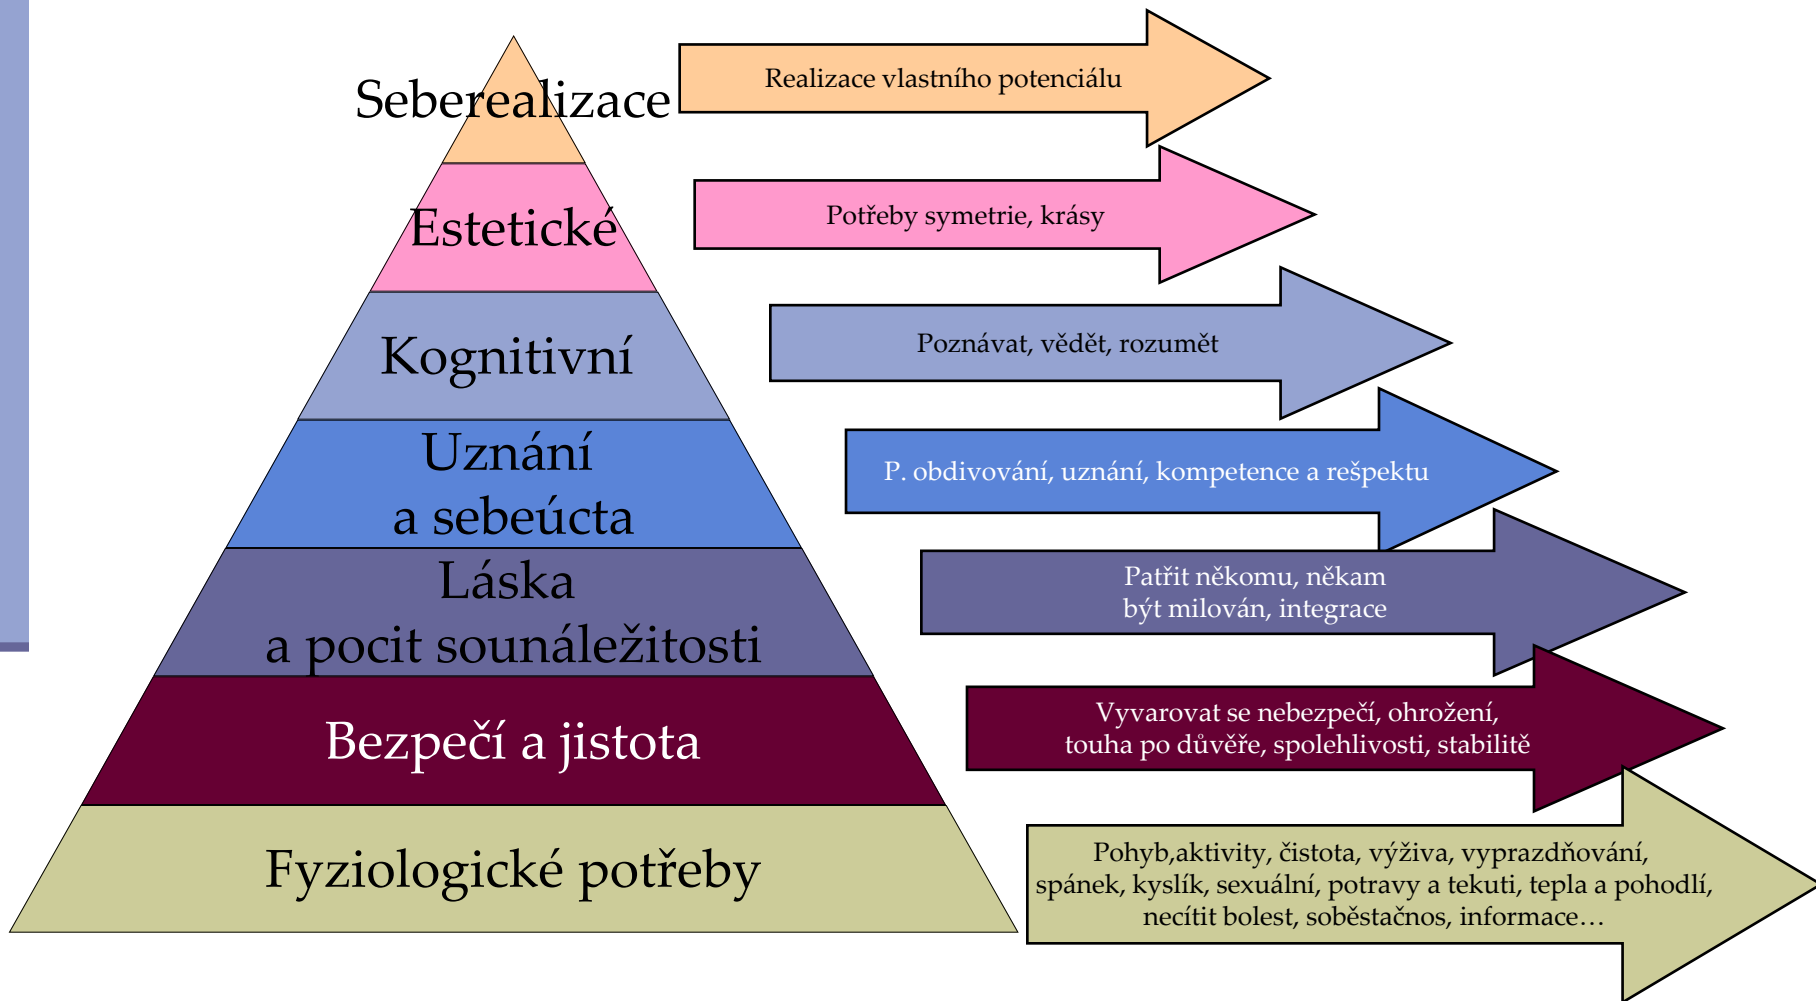 Seberealizace
Realizace vlastního potenciálu
Estetické
Potřeby symetrie, krásy
Kognitivní
Poznávat, vědět, rozumět
Uznání
a sebeúcta
P. obdivování, uznání, kompetence a rešpektu
Láska
a pocit sounáležitosti
Patřit někomu, někam
být milován, integrace
Bezpečí a jistota
Vyvarovat se nebezpečí, ohrožení,
touha po důvěře, spolehlivosti, stabilitě
Fyziologické potřeby
Pohyb,aktivity, čistota, výživa, vyprazdňování,
spánek, kyslík, sexuální, potravy a tekuti, tepla a pohodlí,
necítit bolest, soběstačnos, informace…